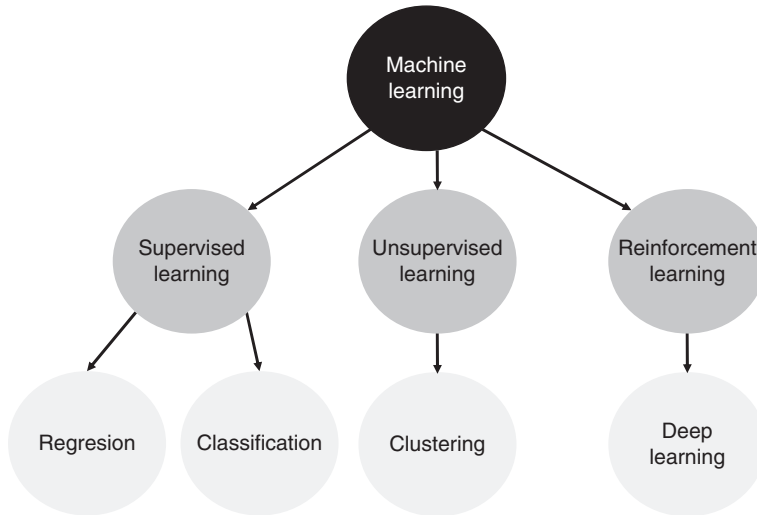 Machine
learning
Supervised
learning
Unsupervised
learning
Reinforcement
learning
Regresion
Classification
Clustering
Deep
learning